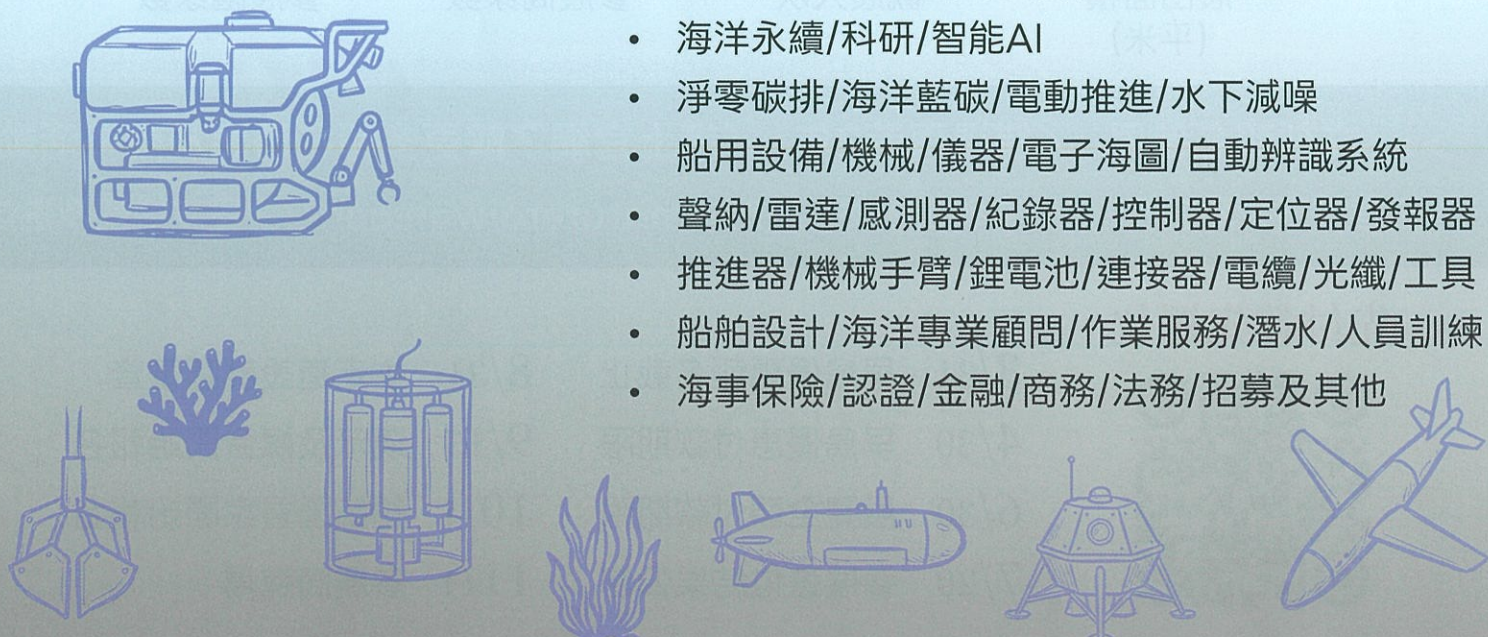 • 海洋永續/科研/智能AI
• 淨零碳排/海洋藍碳/電動推進/水下減噪
• 船用設備/機械/儀器/電子海圖/自動辨識系統
• 聲納/雷達/感測器/紀錄器/控制器/定位器/發報器
• 推進器/機械手臂/鋰電池/連接器/電纜/光纖/工具
• 船舶設計/海洋專業顧問/作業服務/潛水/人員訓練
• 海事保險/認證/金融/商務/法務/招募及其他